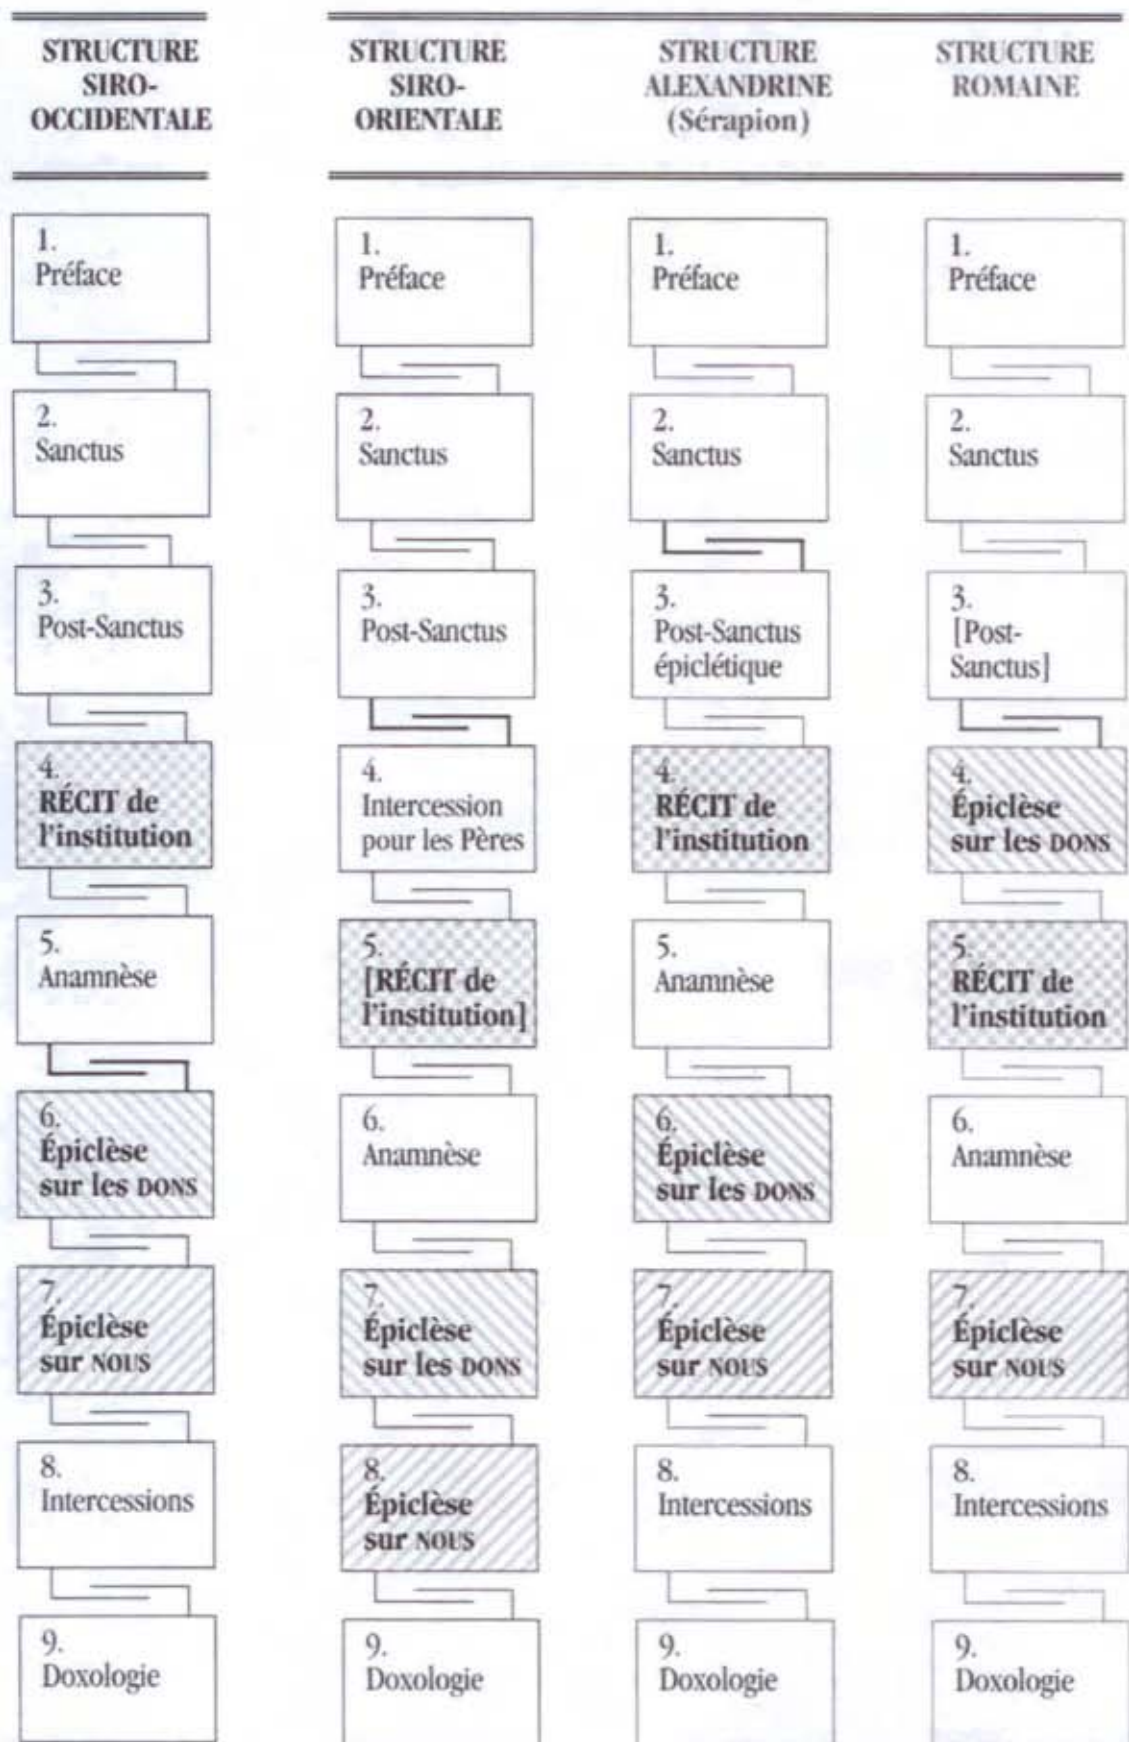 STRUCTURE
SIRO-
OCCIDENTALE
STRUCTURE
SIRO-
ORIENTALE
STRUCTURE
ALEXANDRINE
(Sérapion)
STRUCTURE
ROMAINE
1.
Préface
2.
Sanctus
3.
Post-Sanctus
4.
RÉCIT de
l'institution
5.
Anamnèse
6.
Épiclèse
sur les DONS
7.
Épiclèse
sur NOUS
8.
Intercessions
9.
Doxologie
1.
Préface
2.
Sanctus
3.
Post-Sanctus
4.
Intercession
pour les Pères
5.
[RÉCIT de
l'institution]
6.
Anamnèse
7.
Épiclèse
sur les DONS
8.
Épiclèse
sur NOUS
9.
Doxologie
1.
Préface
2.
Sanctus
3.
Post-Sanctus
épiclétique
4.
RÉCIT de
l'institution
5.
Anamnèse
6.
Épiclèse
sur les DONS
7.
Épiclèse
sur NOUS
8.
Intercessions
9.
Doxologie
1.
Préface
2.
Sanctus
3.
[Post-
Sanctus]
4.
Épiclèse
sur les DONS
5.
RÉCIT de
l'institution
6.
Anamnèse
7.
Épiclèse
sur NOUS
8.
Intercessions
9.
Doxologie